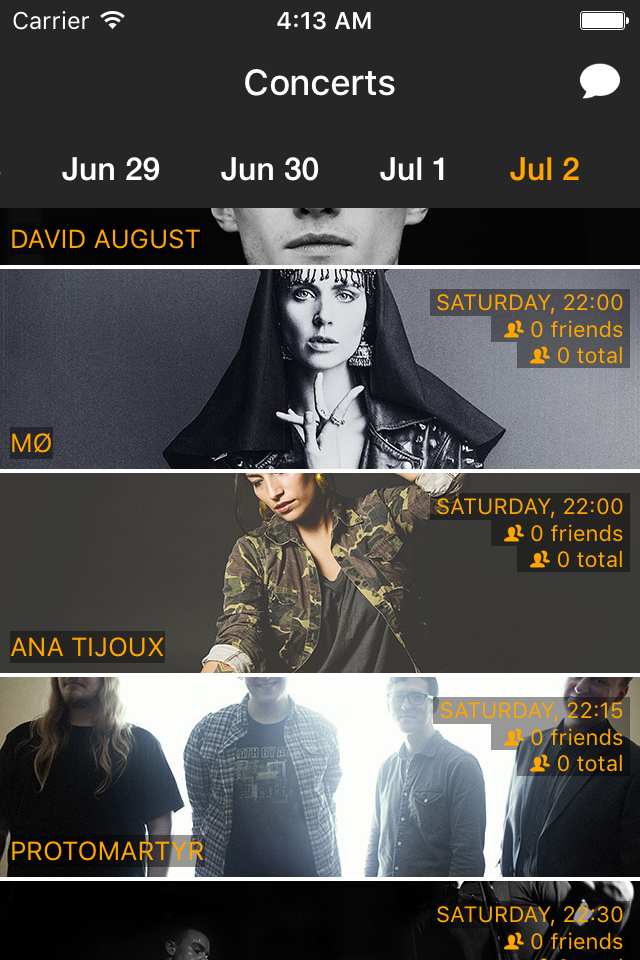 Carrier 4:13 AM
Concerts
Jun 29 Jun 30 Jul 1 Jul 2
DAVID AUGUST
SATURDAY, 22:00
0 friends
0 total
MØ
SATURDAY, 22:00
0 friends
0 total
ANA TIJOUX
SATURDAY, 22:15
0 friends
0 total
PROTOMARTYR
SATURDAY, 22:30
0 friends